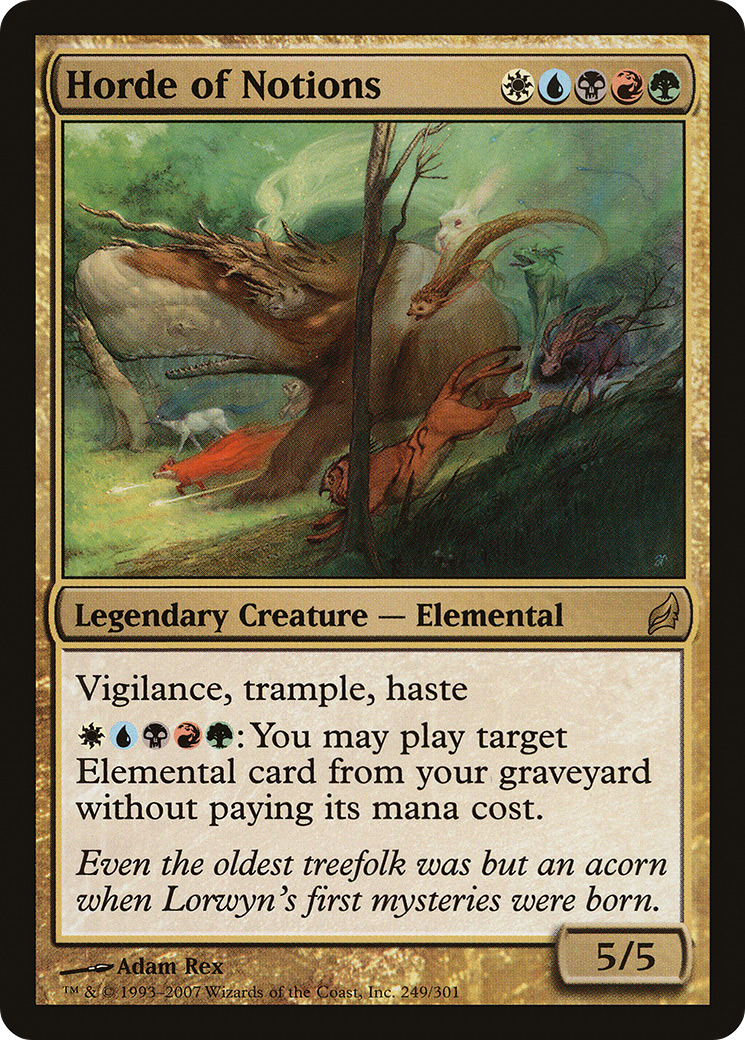 Horde of Notions
Legendary Creature — Elemental
Vigilance, trample, haste
: You may play target
Elemental card from your graveyard
without paying its mana cost.
Even the oldest treefolk was but an acorn
when Lorwyn's first mysteries were born.
5/5
Adam Rex
™ & © 1993–2007 Wizards of the Coast, Inc. 249/301